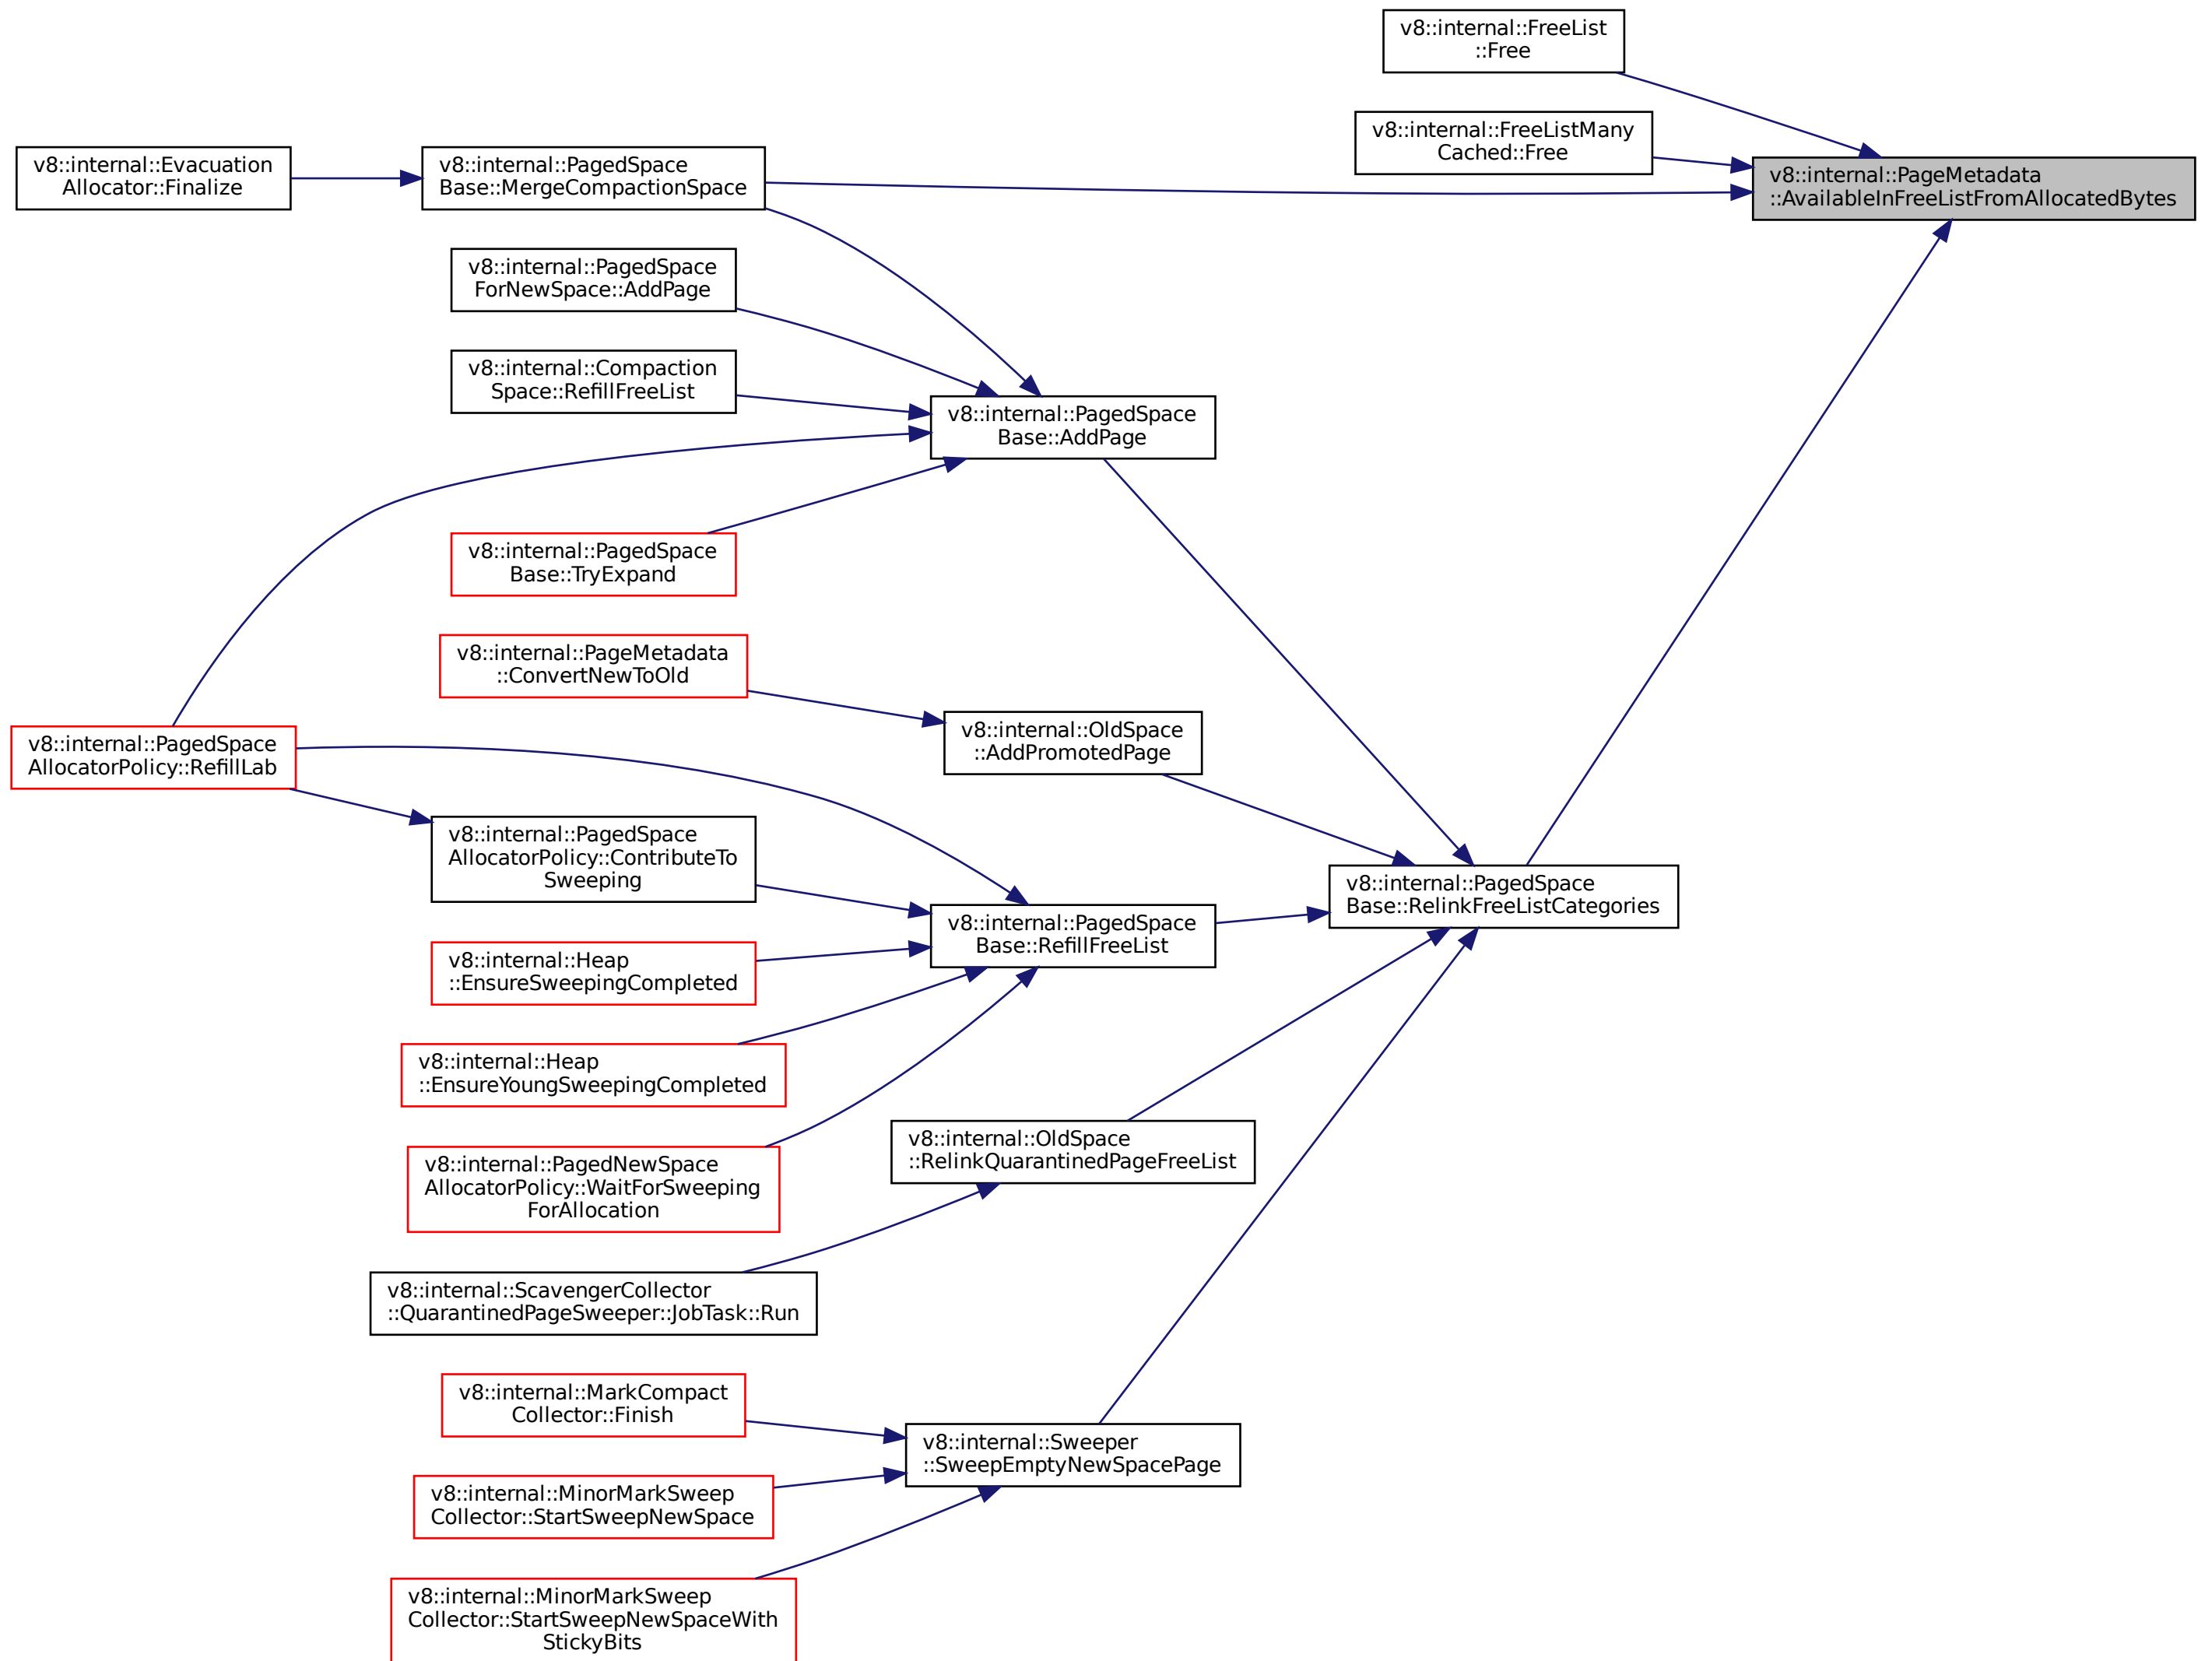 v8::internal::FreeList
::Free
v8::internal::FreeListMany
Cached::Free
v8::internal::Evacuation
Allocator::Finalize
v8::internal::PagedSpace
Base::MergeCompactionSpace
v8::internal::PageMetadata
::AvailableInFreeListFromAllocatedBytes
v8::internal::PagedSpace
ForNewSpace::AddPage
v8::internal::Compaction
Space::RefillFreeList
v8::internal::PagedSpace
Base::AddPage
v8::internal::PagedSpace
Base::TryExpand
v8::internal::PageMetadata
::ConvertNewToOld
v8::internal::OldSpace
::AddPromotedPage
v8::internal::PagedSpace
AllocatorPolicy::RefillLab
v8::internal::PagedSpace
AllocatorPolicy::ContributeTo
Sweeping
v8::internal::PagedSpace
Base::RelinkFreeListCategories
v8::internal::PagedSpace
Base::RefillFreeList
v8::internal::Heap
::EnsureSweepingCompleted
v8::internal::Heap
::EnsureYoungSweepingCompleted
v8::internal::OldSpace
::RelinkQuarantinedPageFreeList
v8::internal::PagedNewSpace
AllocatorPolicy::WaitForSweeping
ForAllocation
v8::internal::ScavengerCollector
::QuarantinedPageSweeper::JobTask::Run
v8::internal::MarkCompact
Collector::Finish
v8::internal::Sweeper
::SweepEmptyNewSpacePage
v8::internal::MinorMarkSweep
Collector::StartSweepNewSpace
v8::internal::MinorMarkSweep
Collector::StartSweepNewSpaceWith
StickyBits